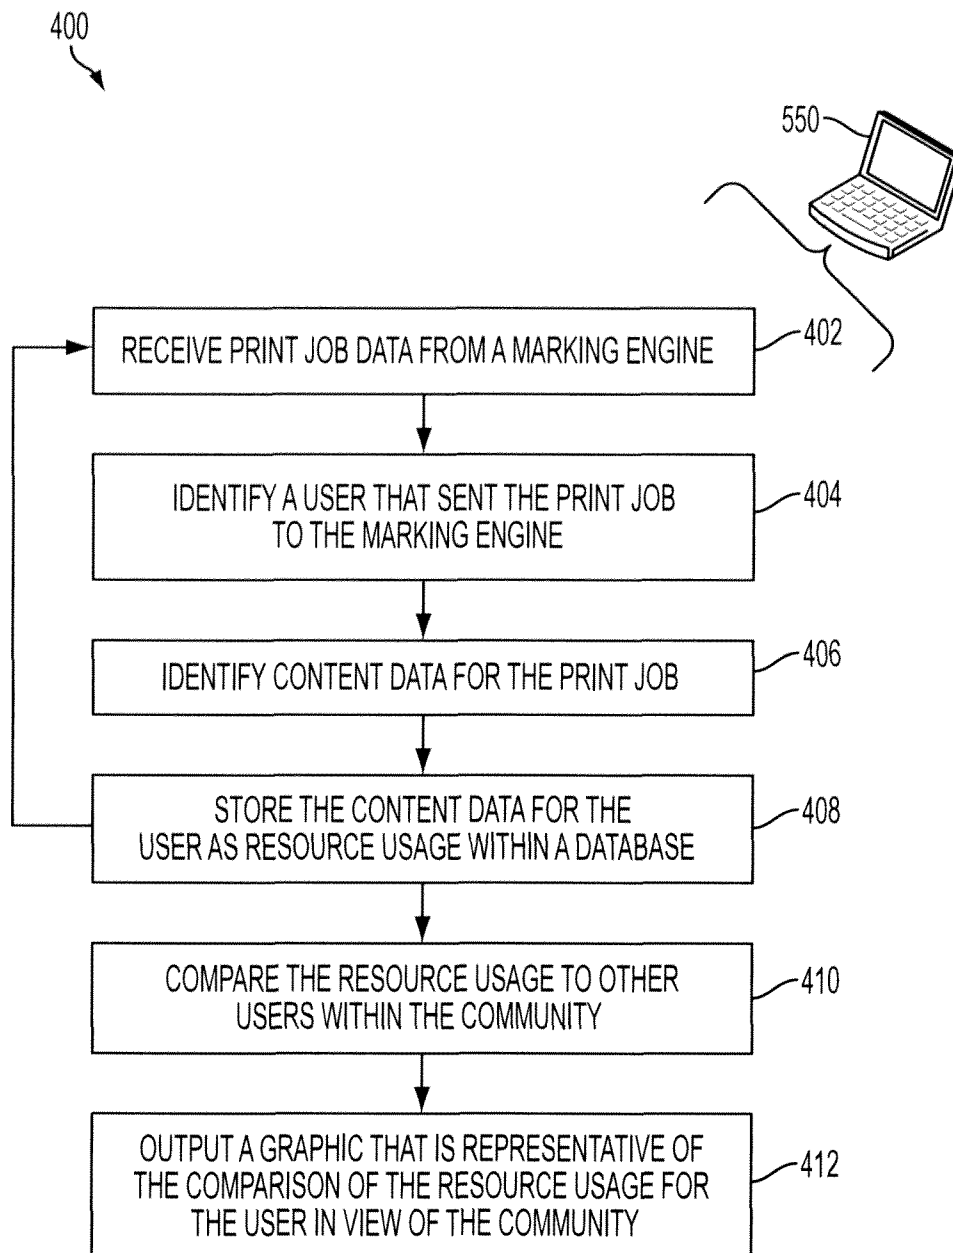 400
550
RECEIVE PRINT JOB DATA FROM A MARKING ENGINE
402
IDENTIFY A USER THAT SENT THE PRINT JOB
TO THE MARKING ENGINE
404
IDENTIFY CONTENT DATA FOR THE PRINT JOB
406
STORE THE CONTENT DATA FOR THE
USER AS RESOURCE USAGE WITHIN A DATABASE
408
COMPARE THE RESOURCE USAGE TO OTHER
USERS WITHIN THE COMMUNITY
410
OUTPUT A GRAPHIC THAT IS REPRESENTATIVE OF
THE COMPARISON OF THE RESOURCE USAGE FOR
THE USER IN VIEW OF THE COMMUNITY
412